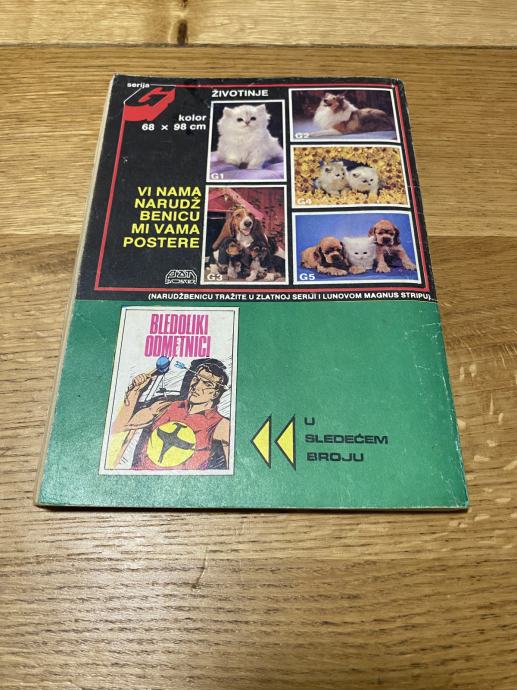 serija
G
kolor
68 × 98 cm
ŽIVOTINJE
G1
G2
G4
G3
G5
VI NAMA
NARUDŽ
BENICU
MI VAMA
POSTERE
(NARUDŽBENICU TRAŽITE U ZLATNOJ SERIJI I LUNOVOM MAGNUS STRIPU)
BLEDOLIKI
ODMETNICI
U
SLEDEĆEM
BROJU